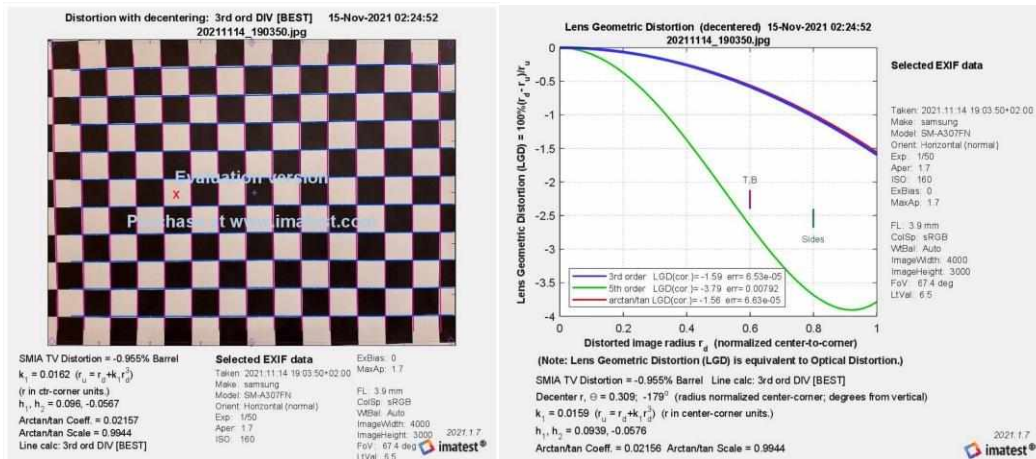 Distortion with decentering: 3rd ord DIV [BEST] 15-Nov-2021 02:24:52
20211114_190350.jpg
Evaluation version
X
Purchase at www.imatest.com
SMIA TV Distortion = -0.955% Barrel
k₁ = 0.0162 (rᵤ = r_d+k₁r_d³)
(r in ctr-corner units.)
h₁, h₂ = 0.096, -0.0567
Arctan/tan Coeff. = 0.02157
Arctan/tan Scale = 0.9944
Line calc: 3rd ord DIV [BEST]
Selected EXIF data
Taken: 2021:11:14 19:03:50+02:00
Make: samsung
Model: SM-A307FN
Orient: Horizontal (normal)
Exp: 1/50
Aper: 1.7
ISO: 160
ExBias: 0
MaxAp: 1.7
FL: 3.9 mm
ColSp: sRGB
WtBal: Auto
ImageWidth: 4000
ImageHeight: 3000
FoV: 67.4 deg
LtVal: 6.5
2021.1.7
imatest®
Lens Geometric Distortion (decentered) 15-Nov-2021 02:24:52
20211114_190350.jpg
Lens Geometric Distortion (LGD) = 100%(r_d - rᵤ)/rᵤ
0
-0.5
-1
-1.5
-2
-2.5
-3
-3.5
-4
T,B
Sides
3rd order LGD(cor.)= -1.59 err= 6.53e-05
5th order LGD(cor.)= -3.79 err= 0.00792
arctan/tan LGD(cor.)= -1.56 err= 6.63e-05
0 0.2 0.4 0.6 0.8 1
Distorted image radius r_d (normalized center-to-corner)
(Note: Lens Geometric Distortion (LGD) is equivalent to Optical Distortion.)
Selected EXIF data
Taken: 2021:11:14 19:03:50+02:00
Make: samsung
Model: SM-A307FN
Orient: Horizontal (normal)
Exp: 1/50
Aper: 1.7
ISO: 160
ExBias: 0
MaxAp: 1.7
FL: 3.9 mm
ColSp: sRGB
WtBal: Auto
ImageWidth: 4000
ImageHeight: 3000
FoV: 67.4 deg
LtVal: 6.5
SMIA TV Distortion = -0.955% Barrel Line calc: 3rd ord DIV [BEST]
Decenter r, Θ = 0.309; -179° (radius normalized center-corner; degrees from vertical)
k₁ = 0.0159 (rᵤ = r_d+k₁r_d³) (r in center-corner units.)
h₁, h₂ = 0.0939, -0.0576
Arctan/tan Coeff. = 0.02156 Arctan/tan Scale = 0.9944
2021.1.7
imatest®